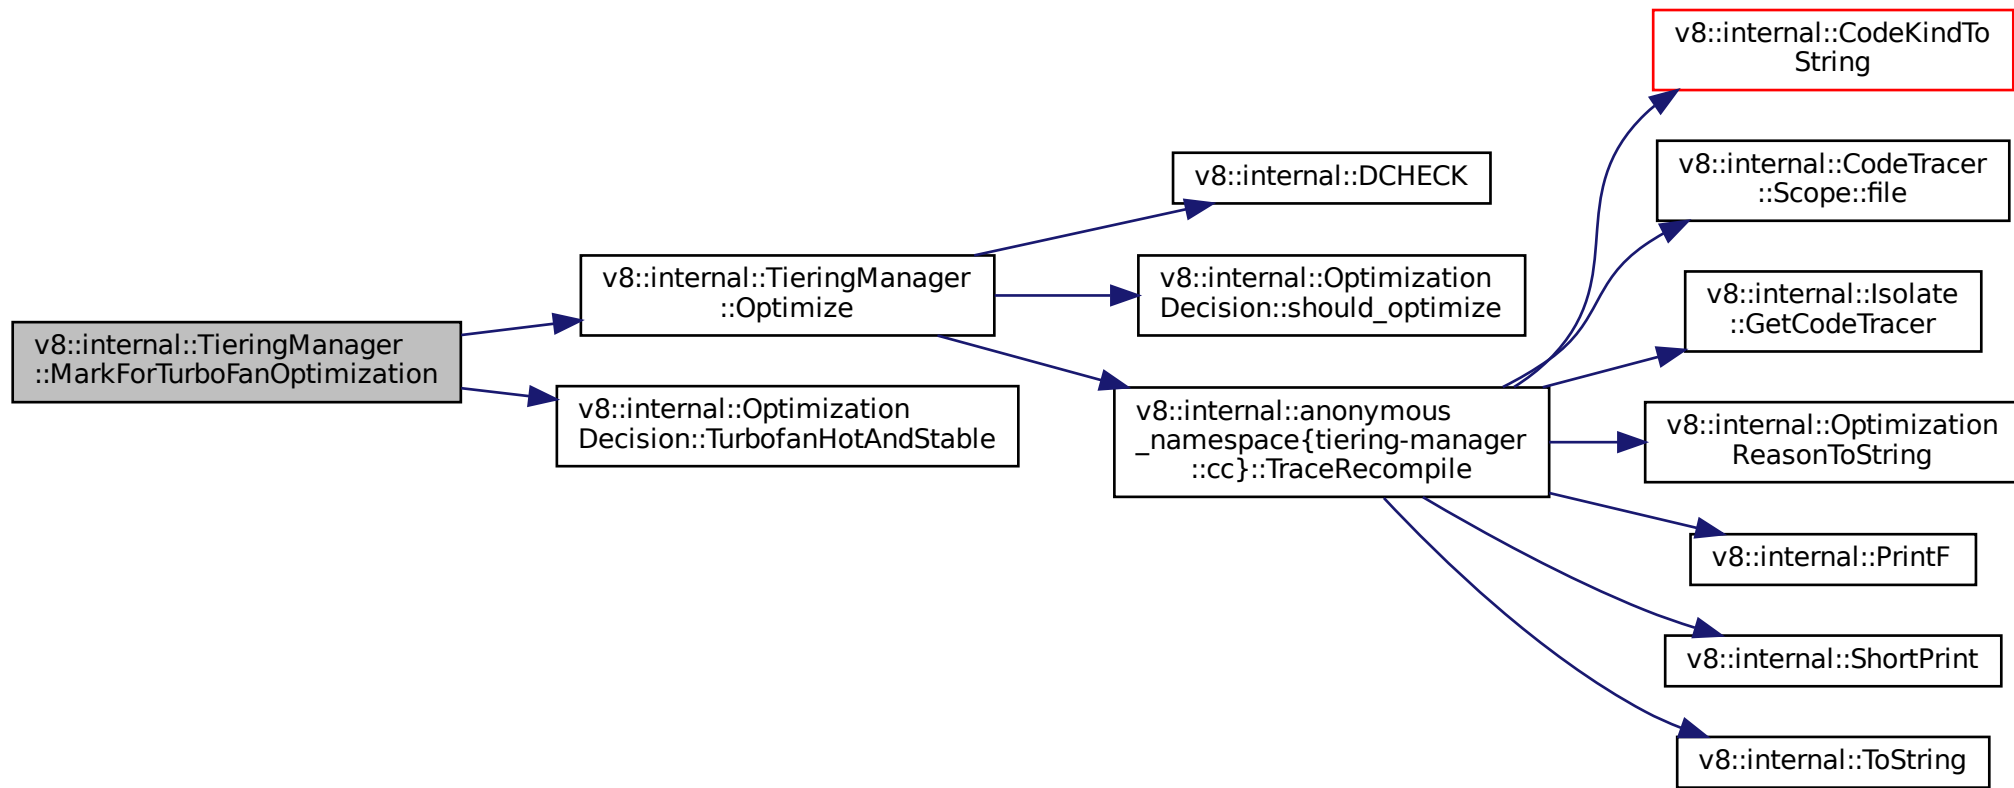 v8::internal::TieringManager
::MarkForTurboFanOptimization
v8::internal::TieringManager
::Optimize
v8::internal::Optimization
Decision::TurbofanHotAndStable
v8::internal::DCHECK
v8::internal::Optimization
Decision::should_optimize
v8::internal::anonymous
_namespace{tiering-manager
::cc}::TraceRecompile
v8::internal::CodeKindTo
String
v8::internal::CodeTracer
::Scope::file
v8::internal::Isolate
::GetCodeTracer
v8::internal::Optimization
ReasonToString
v8::internal::PrintF
v8::internal::ShortPrint
v8::internal::ToString